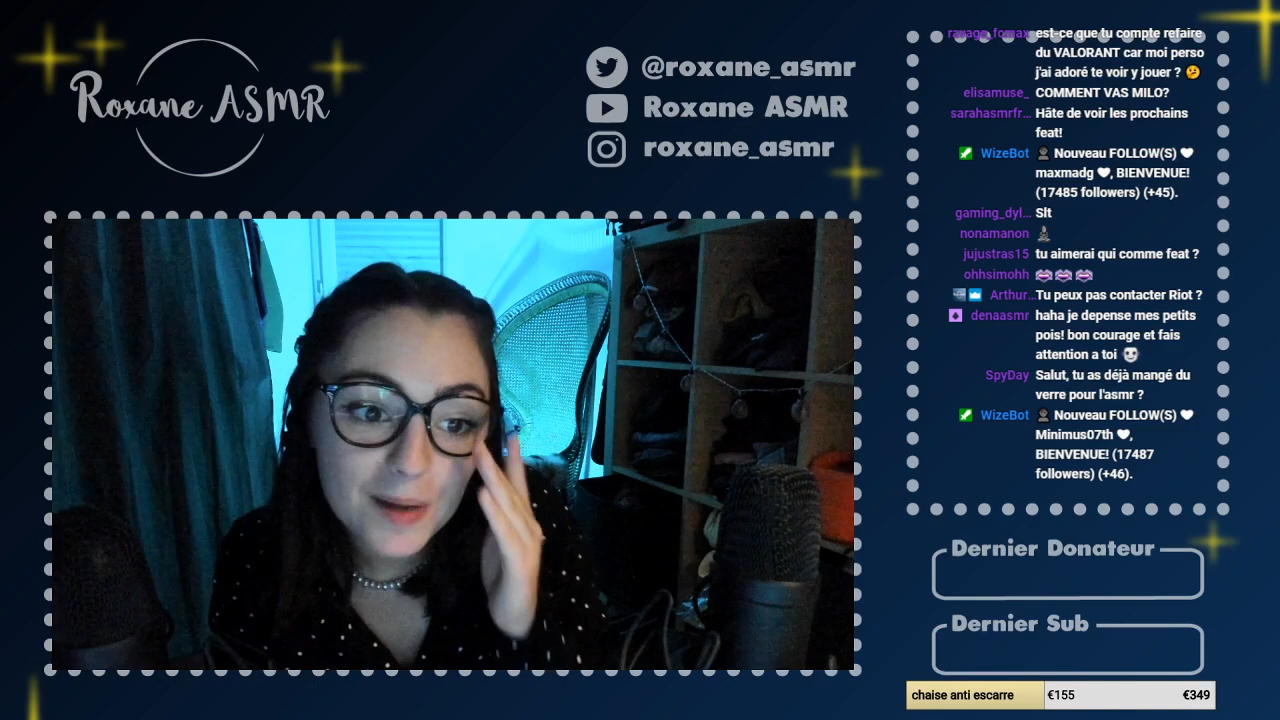 Roxane ASMR
@roxane_asmr
Roxane ASMR
roxane_asmr
est-ce que tu compte refaire
du VALORANT car moi perso
j'ai adoré te voir y jouer ? 🤔
elisamuse_ COMMENT VAS MILO?
sarahasmrfr… Hâte de voir les prochains
feat!
WizeBot Nouveau FOLLOW(S)
maxmadg, BIENVENUE!
(17485 followers) (+45).
gaming_dyl… Slt
nonamanon
jujustras15 tu aimerai qui comme feat ?
ohhsimohh
Arthur… Tu peux pas contacter Riot ?
denaasmr haha je depense mes petits
pois! bon courage et fais
attention a toi
SpyDay Salut, tu as déjà mangé du
verre pour l'asmr ?
WizeBot Nouveau FOLLOW(S)
Minimus07th,
BIENVENUE! (17487
followers) (+46).
Dernier Donateur
Dernier Sub
chaise anti escarre €155 €349